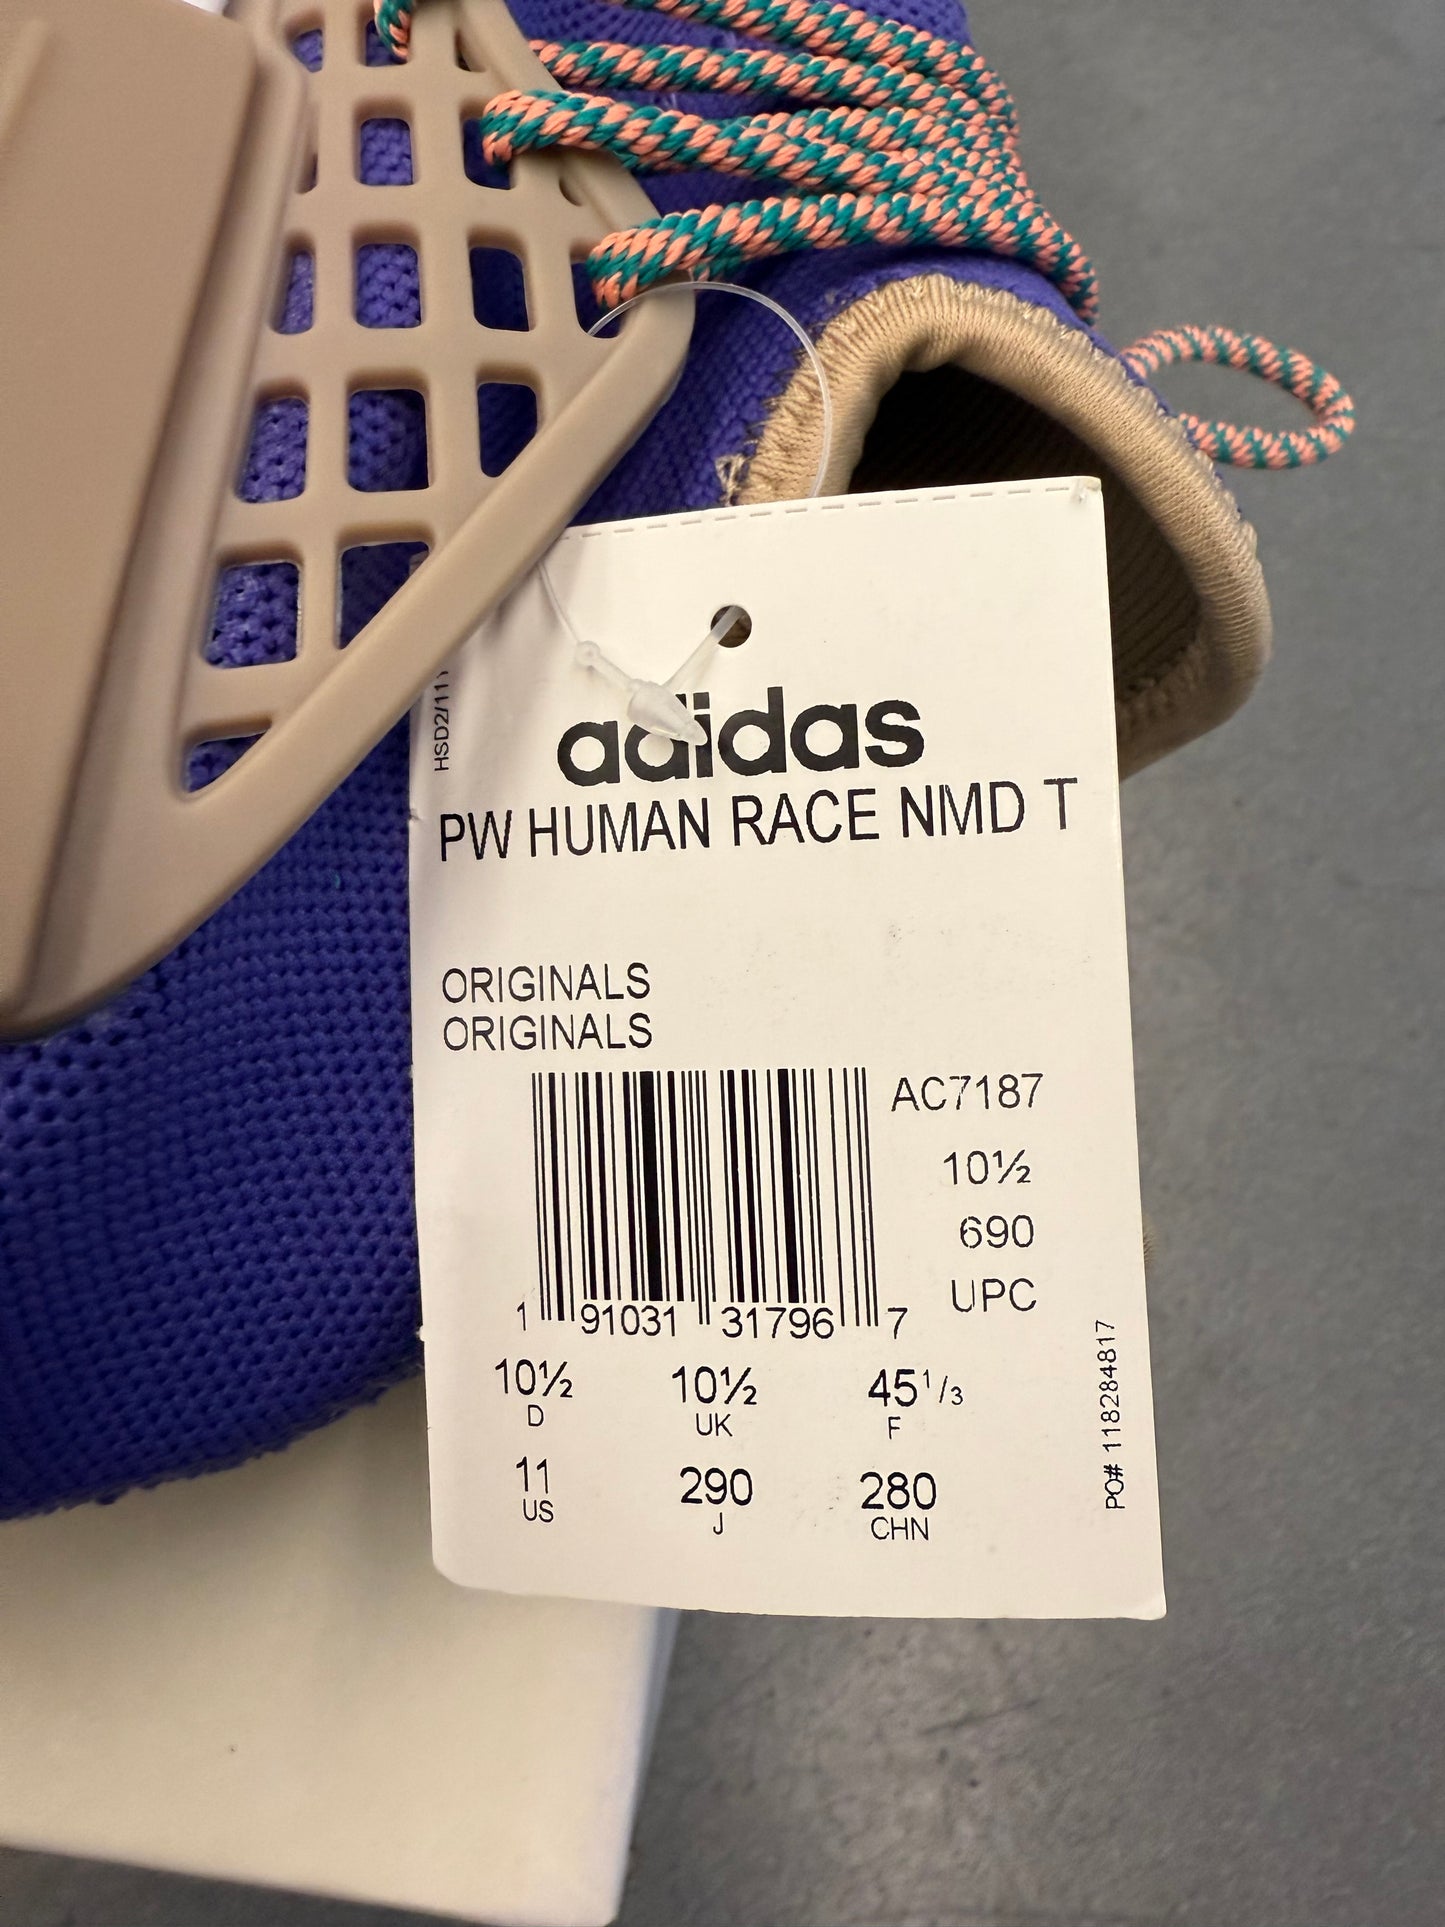 HSD2/11
adidas
PW HUMAN RACE NMD T
ORIGINALS
ORIGINALS
AC7187
10½
690
UPC
1 91031 31796 7
10½ 10½ 45 1/3
D UK F
11 290 280
US J CHN
PO# 118284817